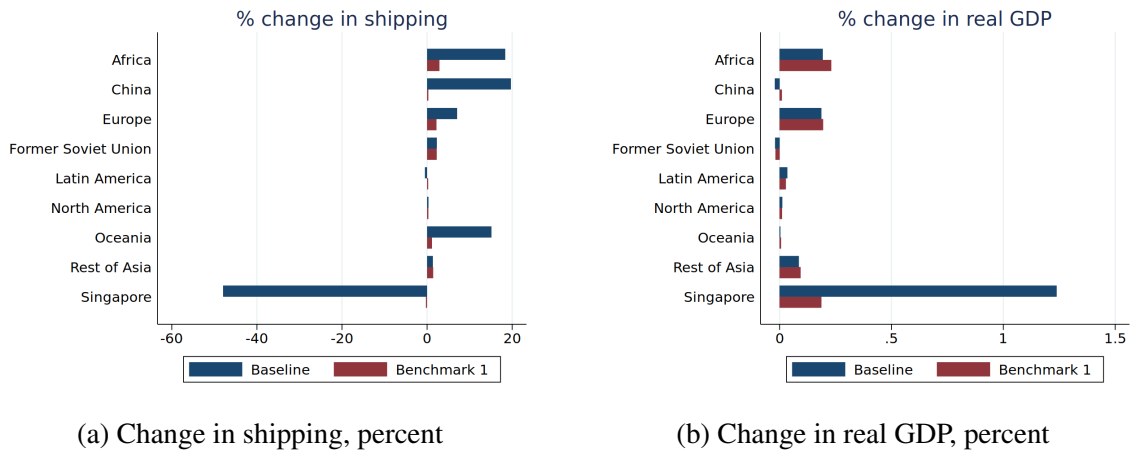 % change in shipping
Africa
China
Europe
Former Soviet Union
Latin America
North America
Oceania
Rest of Asia
Singapore
-60 -40 -20 0 20
Baseline Benchmark 1
(a) Change in shipping, percent
% change in real GDP
Africa
China
Europe
Former Soviet Union
Latin America
North America
Oceania
Rest of Asia
Singapore
0 .5 1 1.5
Baseline Benchmark 1
(b) Change in real GDP, percent